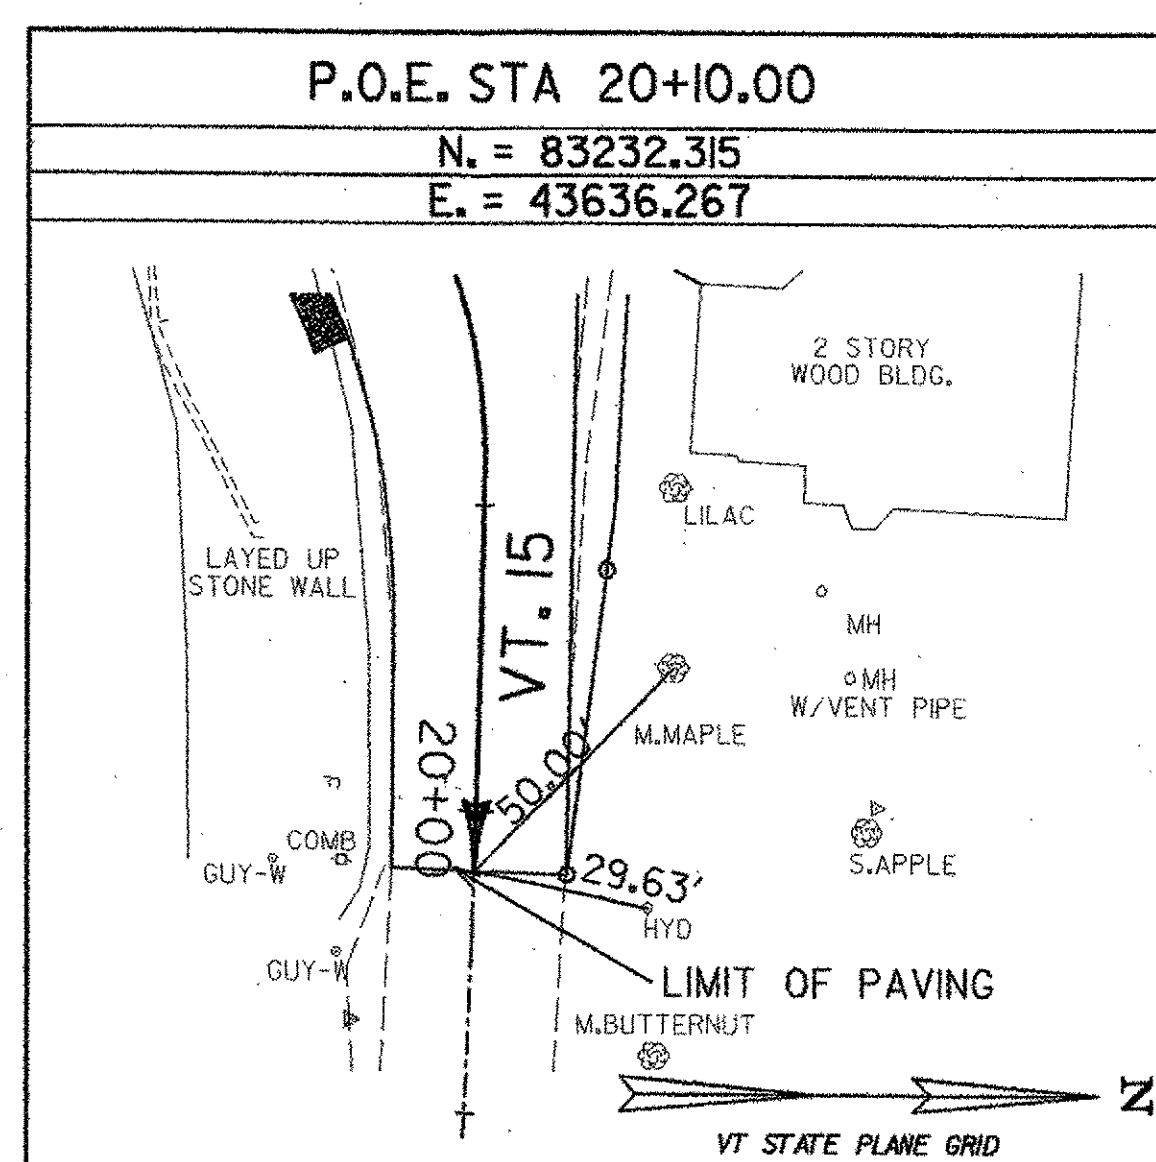 P.O.E. STA 20+10.00
N. = 83232.315
E. = 43636.267
2 STORY
WOOD BLDG.
LILAC
LAYED UP
STONE WALL
VT. 15
MH
MH
W/VENT PIPE
M.MAPLE
50.00'
20+00
COMB
GUY-W
S.APPLE
29.63'
HYD
GUY-W
LIMIT OF PAVING
M.BUTTERNUT
N
VT STATE PLANE GRID